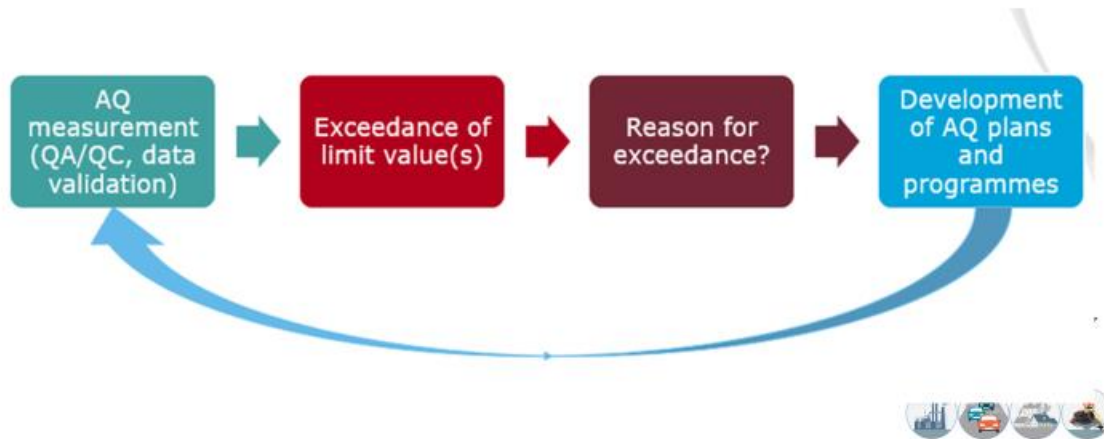 AQ
measurement
(QA/QC, data
validation)
Exceedance of
limit value(s)
Reason for
exceedance?
Development
of AQ plans
and
programmes